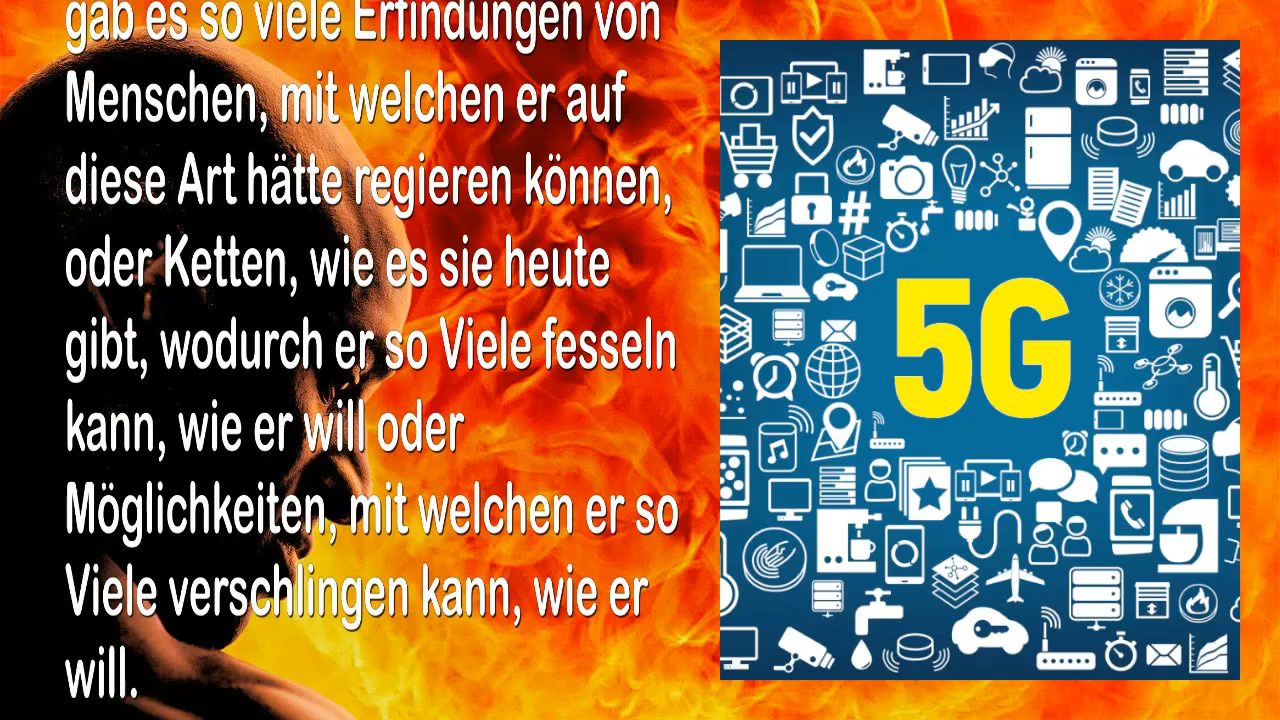 gab es so viele Erfindungen von
Menschen, mit welchen er auf
diese Art hätte regieren können,
oder Ketten, wie es sie heute
gibt, wodurch er so Viele fesseln
kann, wie er will oder
Möglichkeiten, mit welchen er so
Viele verschlingen kann, wie er
will.
#
5G